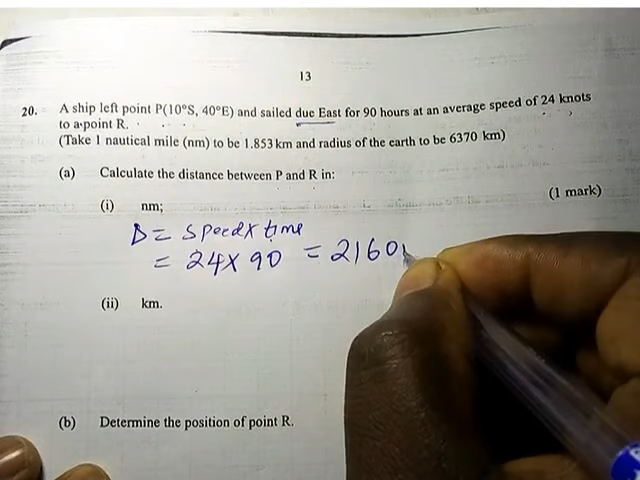 13
20. A ship left point P(10°S, 40°E) and sailed due East for 90 hours at an average speed of 24 knots
to a point R.
(Take 1 nautical mile (nm) to be 1.853 km and radius of the earth to be 6370 km)
(a) Calculate the distance between P and R in:
(1 mark)
(i) nm;
D = Speed x time
= 24 x 90 = 2160
(ii) km.
(b) Determine the position of point R.